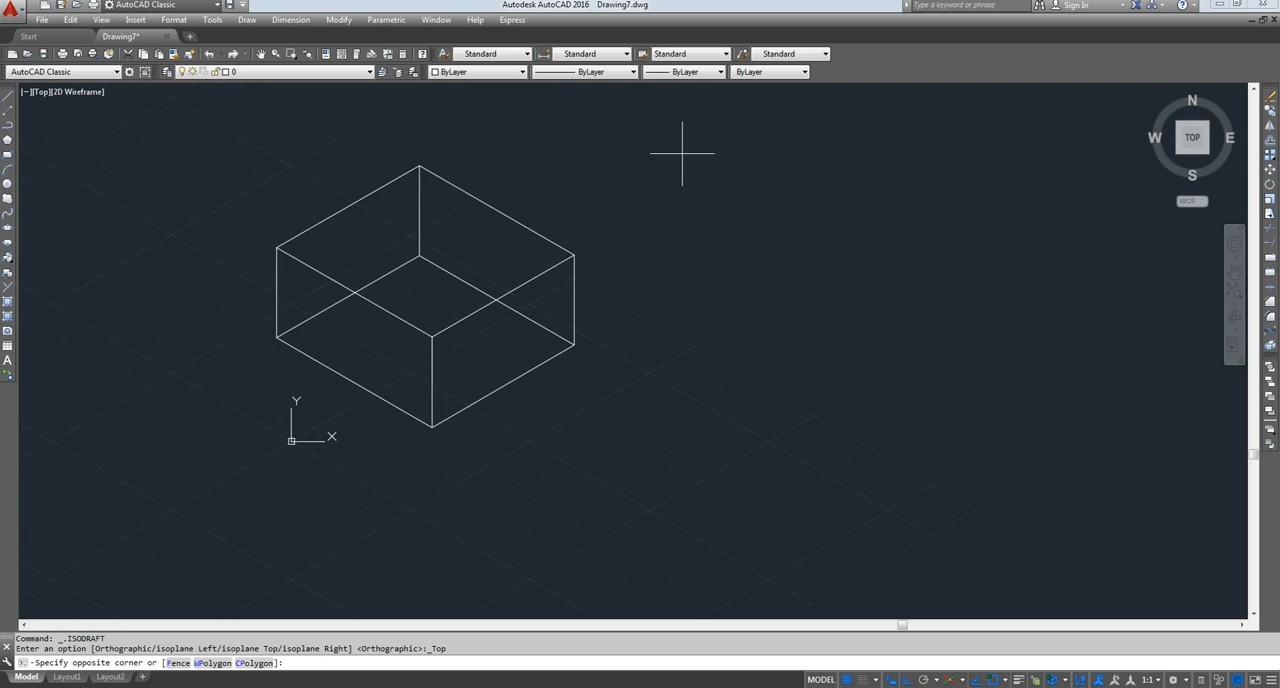 AutoCAD Classic
Autodesk AutoCAD 2016 Drawing7.dwg
Type a keyword or phrase
Sign In
File Edit View Insert Format Tools Draw Dimension Modify Parametric Window Help Express
Start Drawing7*
Standard Standard Standard Standard
AutoCAD Classic 0 ByLayer ByLayer ByLayer ByLayer
[−][Top][2D Wireframe]
N
W TOP E
S
WCS
Y
X
Command: _.ISODRAFT
Enter an option [Orthographic/isoplane Left/isoplane Top/isoplane Right] <Orthographic>:_Top
Specify opposite corner or [Fence WPolygon CPolygon]:
Model Layout1 Layout2 +
MODEL 1:1